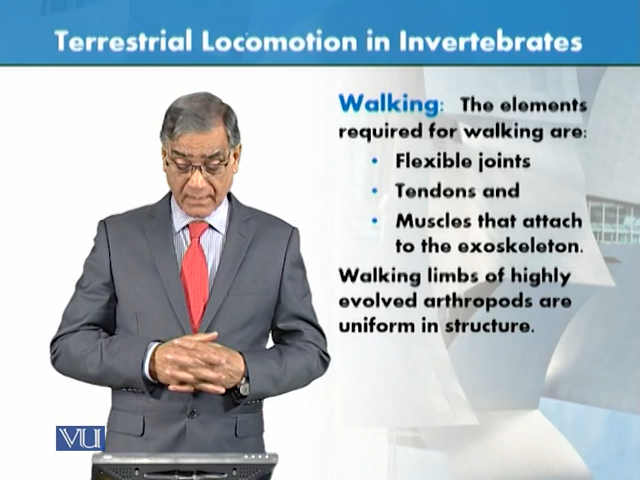 Terrestrial Locomotion in Invertebrates
Walking: The elements
required for walking are:
• Flexible joints
• Tendons and
• Muscles that attach
to the exoskeleton.
Walking limbs of highly
evolved arthropods are
uniform in structure.
VU